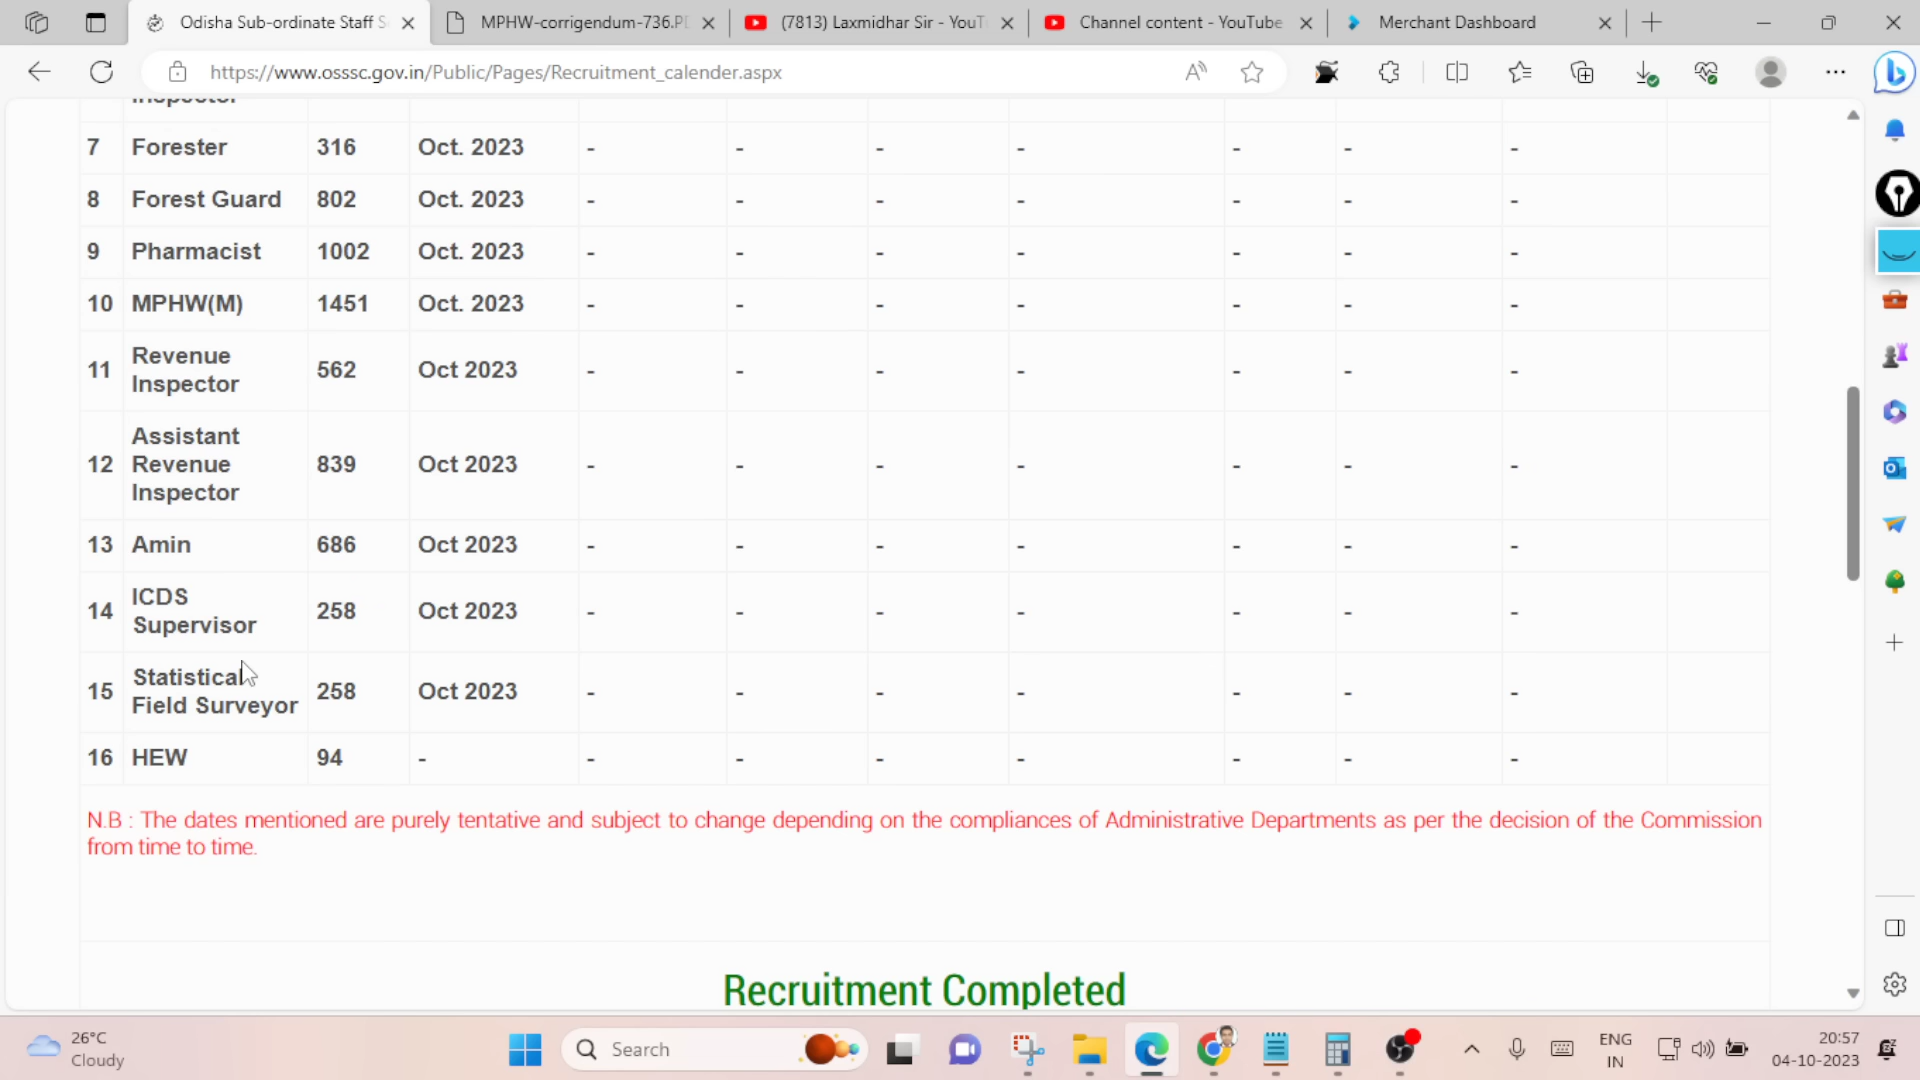 Odisha Sub-ordinate Staff S
MPHW-corrigendum-736.P
(7813) Laxmidhar Sir - YouT
Channel content - YouTube
Merchant Dashboard
https://www.osssc.gov.in/Public/Pages/Recruitment_calender.aspx
Inspector
7 Forester 316 Oct. 2023 - - - - - - -
8 Forest Guard 802 Oct. 2023 - - - - - - -
9 Pharmacist 1002 Oct. 2023 - - - - - - -
10 MPHW(M) 1451 Oct. 2023 - - - - - - -
Revenue
11 Inspector 562 Oct 2023 - - - - - - -
Assistant
12 Revenue 839 Oct 2023 - - - - - - -
Inspector
13 Amin 686 Oct 2023 - - - - - - -
ICDS
14 Supervisor 258 Oct 2023 - - - - - - -
Statistical
15 Field Surveyor 258 Oct 2023 - - - - - - -
16 HEW 94 - - - - - - - -
N.B : The dates mentioned are purely tentative and subject to change depending on the compliances of Administrative Departments as per the decision of the Commission
from time to time.
Recruitment Completed
26°C
Cloudy
Search
ENG
IN
20:57
04-10-2023